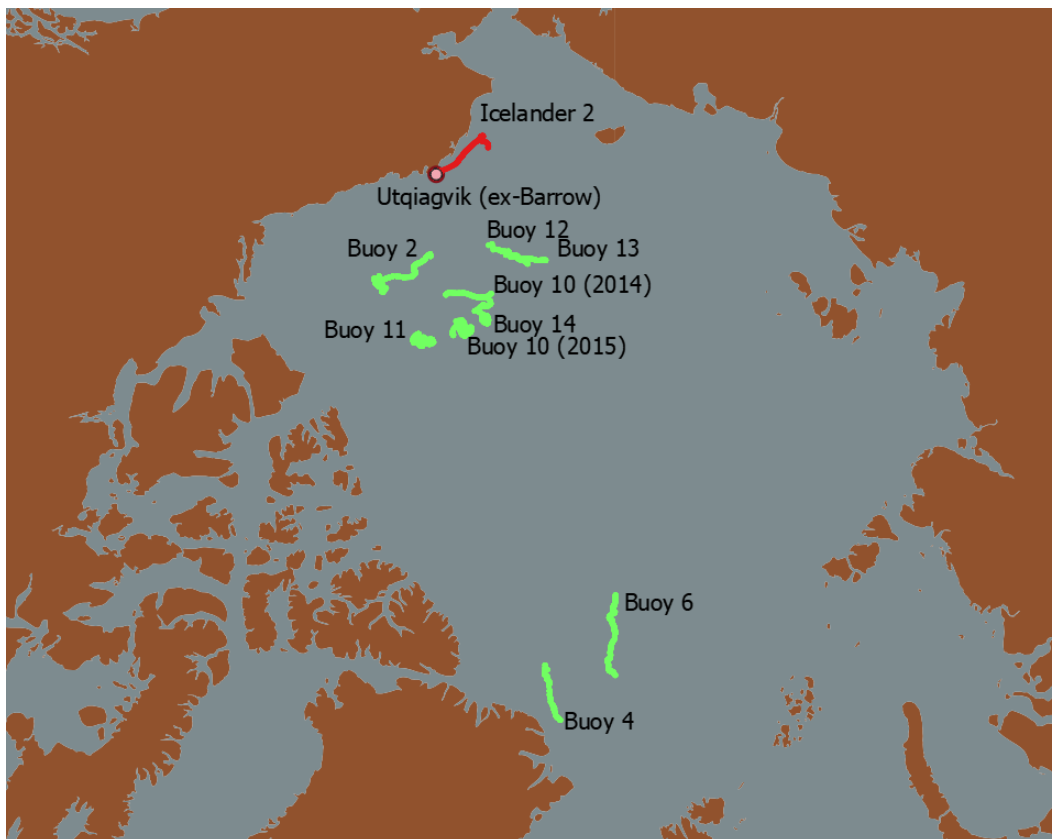 Icelander 2
Utqiagvik (ex-Barrow)
Buoy 12
Buoy 2
Buoy 13
Buoy 10 (2014)
Buoy 14
Buoy 11
Buoy 10 (2015)
Buoy 6
Buoy 4